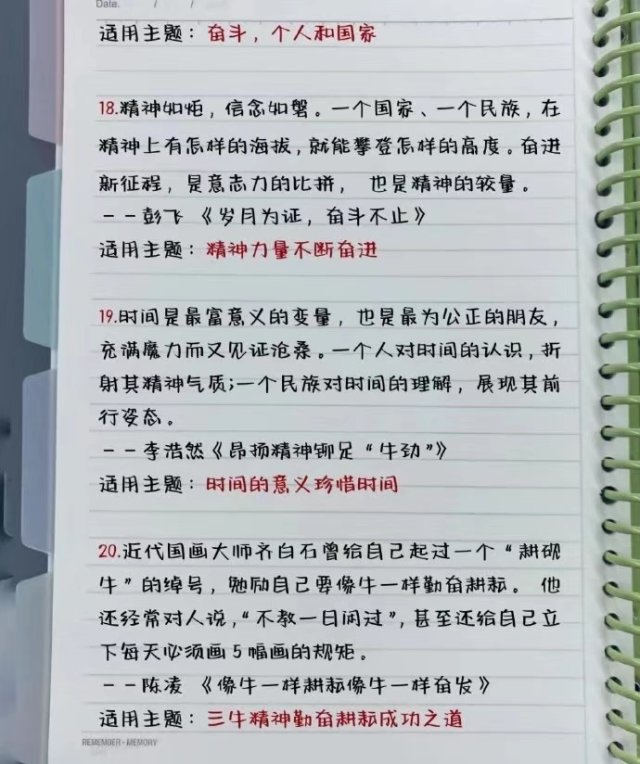 Date.    /    /
适用主题：奋斗，个人和国家
18.精神如炬，信念如磐。一个国家、一个民族，在
精神上有怎样的海拔，就能攀登怎样的高度。奋进
新征程，是意志力的比拼， 也是精神的较量。
－－彭飞 《岁月为证，奋斗不止》
适用主题：精神力量不断奋进
19.时间是最富意义的变量，也是最为公正的朋友，
充满魔力而又见证沧桑。一个人对时间的认识，折
射其精神气质；一个民族对时间的理解，展现其前
行姿态。
－－李浩然《昂扬精神铆足“牛劲”》
适用主题：时间的意义珍惜时间
20.近代国画大师齐白石曾给自己起过一个“耕砚
牛”的绰号，勉励自己要像牛一样勤奋耕耘。 他
还经常对人说，“不教一日闲过”，甚至还给自己立
下每天必须画5幅画的规矩。
－－陈凌 《像牛一样耕耘像牛一样奋发》
适用主题：三牛精神勤奋耕耘成功之道
REMEMBER·MEMORY